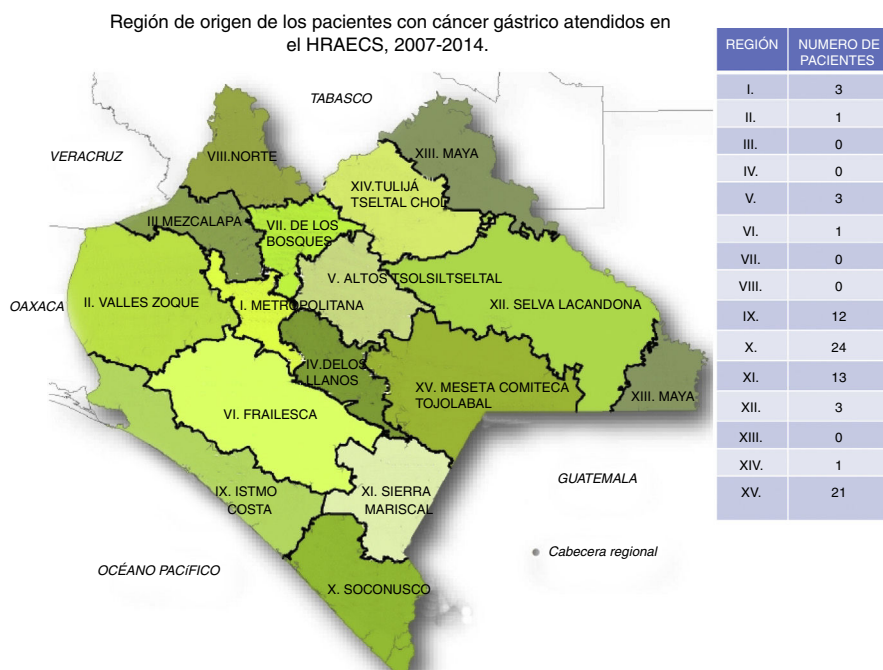 Región de origen de los pacientes con cáncer gástrico atendidos en
el HRAECS, 2007-2014.
TABASCO
VERACRUZ
VIII.NORTE
XIII. MAYA
XIV.TULIJÁ
TSELTAL CHOL
III.MEZCALAPA
VII. DE LOS
BOSQUES
V. ALTOS TSOLSILTSELTAL
OAXACA
II. VALLES ZOQUE
I. METROPOLITANA
XII. SELVA LACANDONA
IV.DELOS
LLANOS
XV. MESETA COMITECA
TOJOLABAL
XIII. MAYA
VI. FRAILESCA
IX. ISTMO
COSTA
XI. SIERRA
MARISCAL
GUATEMALA
Cabecera regional
OCÉANO PACíFICO
X. SOCONUSCO
REGIÓN NUMERO DE
PACIENTES
I. 3
II. 1
III. 0
IV. 0
V. 3
VI. 1
VII. 0
VIII. 0
IX. 12
X. 24
XI. 13
XII. 3
XIII. 0
XIV. 1
XV. 21